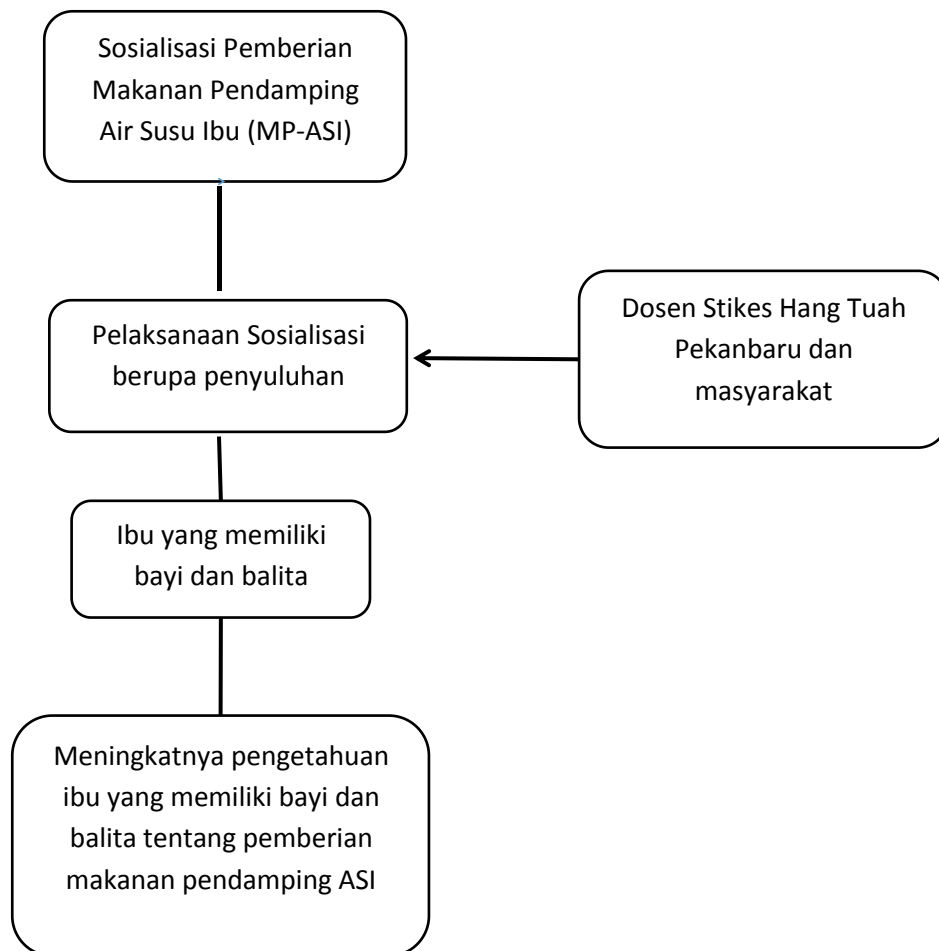 Sosialisasi Pemberian
Makanan Pendamping
Air Susu Ibu (MP-ASI)
Pelaksanaan Sosialisasi
berupa penyuluhan
Dosen Stikes Hang Tuah
Pekanbaru dan
masyarakat
Ibu yang memiliki
bayi dan balita
Meningkatnya pengetahuan
ibu yang memiliki bayi dan
balita tentang pemberian
makanan pendamping ASI